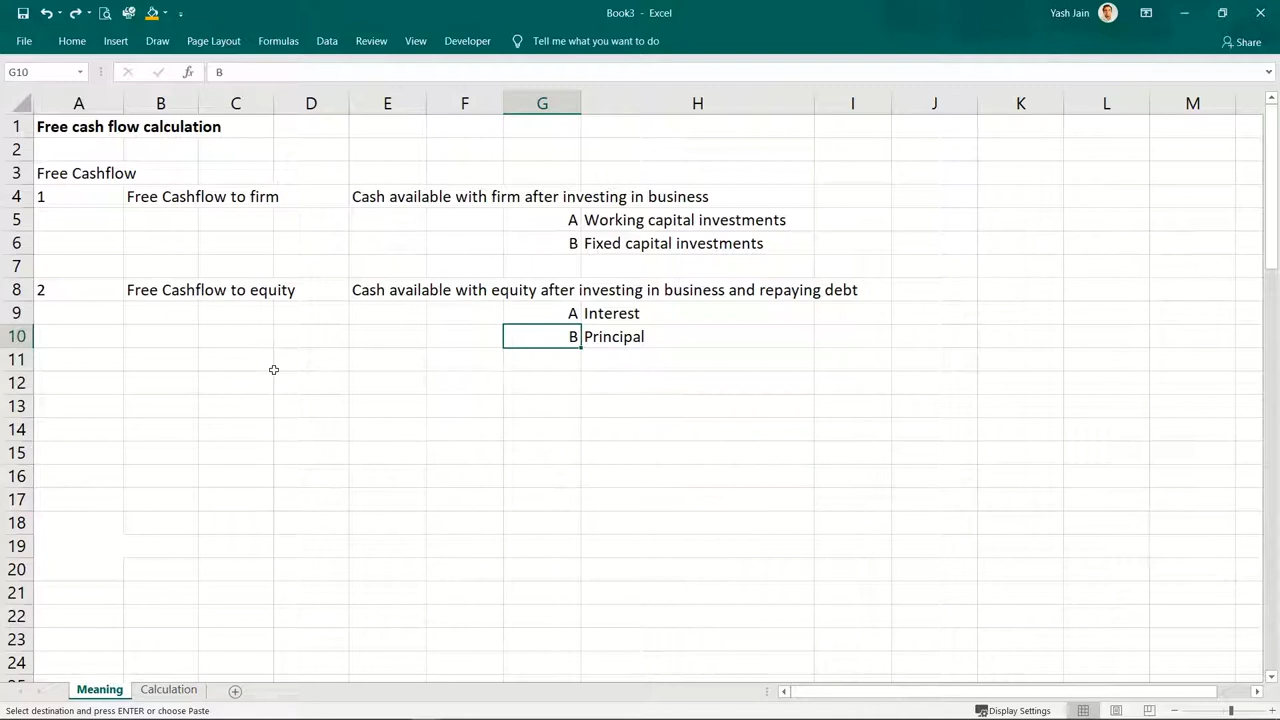 Book3 - Excel
Yash Jain
File Home Insert Draw Page Layout Formulas Data Review View Developer Tell me what you want to do Share
G10 fx B
A B C D E F G H I J K L M
1 Free cash flow calculation
2
3 Free Cashflow
4 1 Free Cashflow to firm Cash available with firm after investing in business
5 A Working capital investments
6 B Fixed capital investments
7
8 2 Free Cashflow to equity Cash available with equity after investing in business and repaying debt
9 A Interest
10 B Principal
11
12
13
14
15
16
17
18
19
20
21
22
23
24
Meaning Calculation
Select destination and press ENTER or choose Paste Display Settings